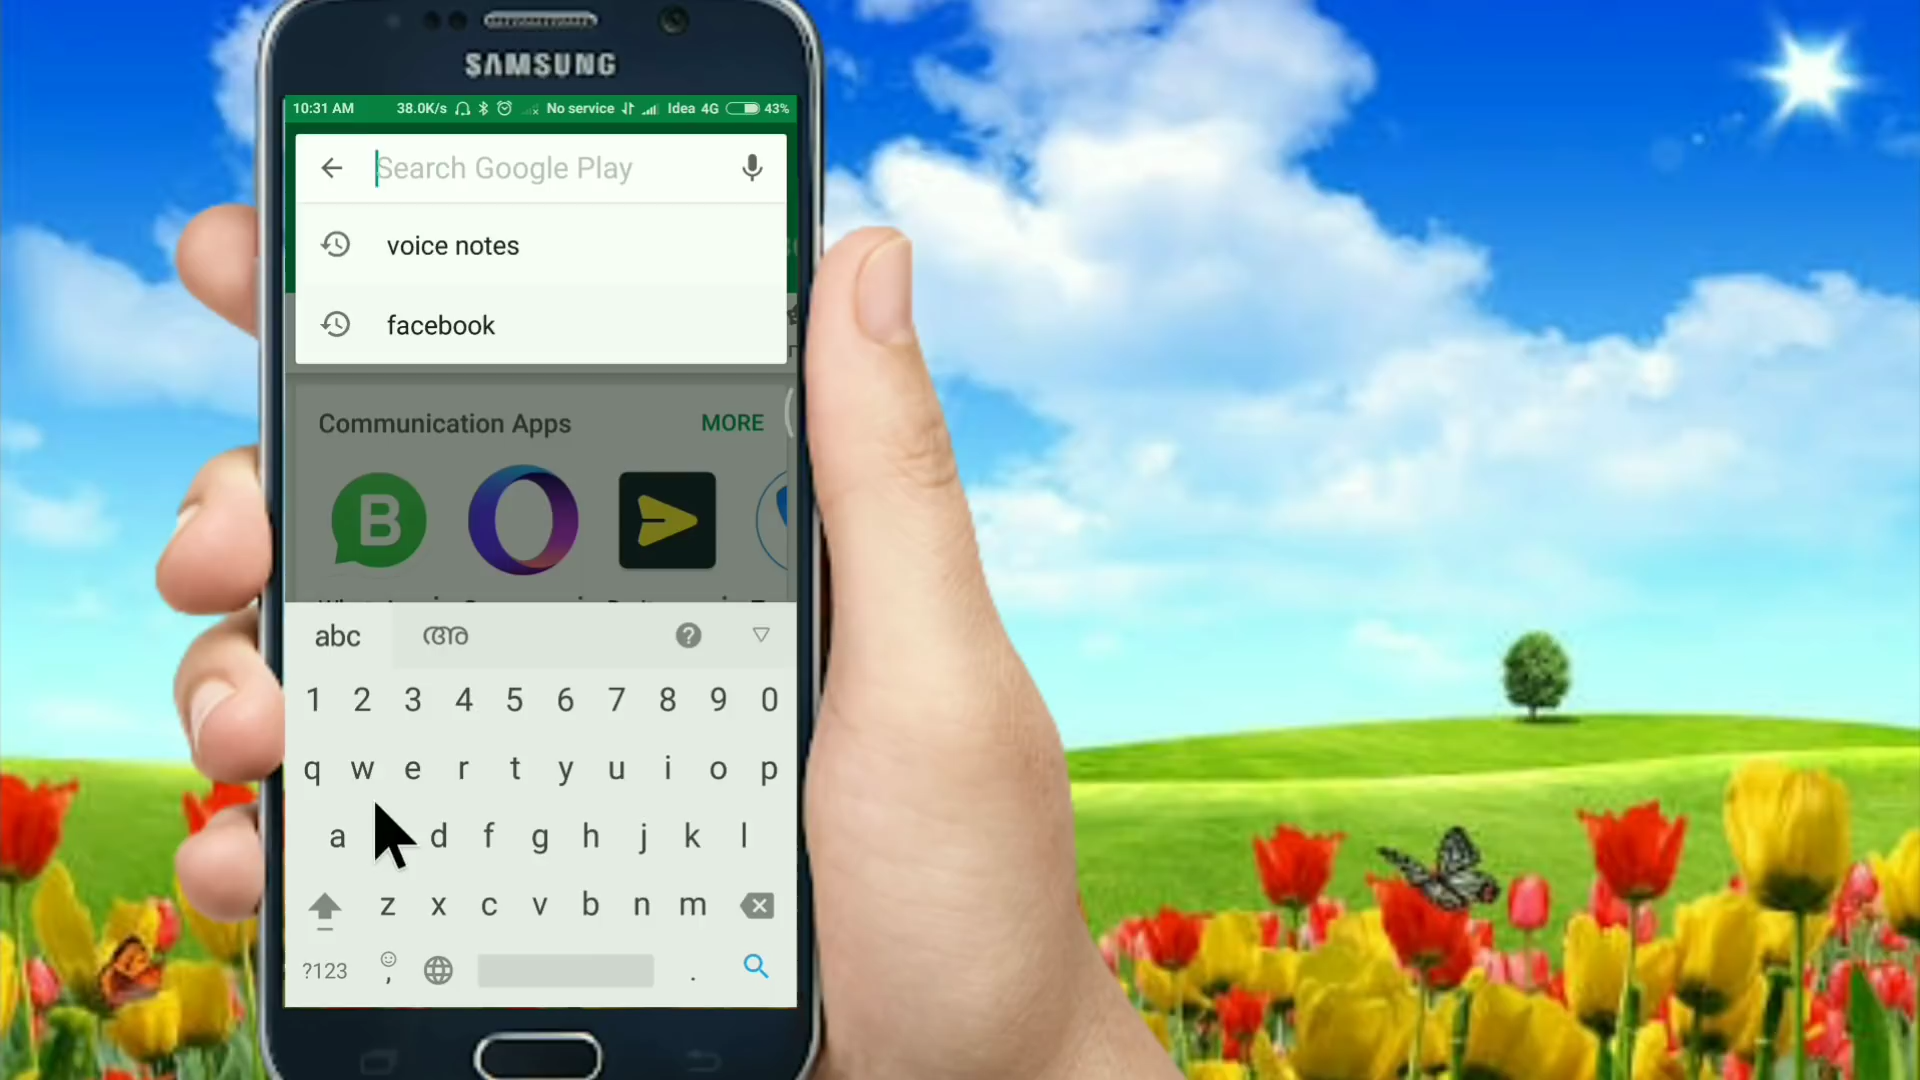 SAMSUNG
10:31 AM 38.0K/s No service Idea 4G 43%
Search Google Play
voice notes
facebook
Communication Apps MORE
B
abc അ
1 2 3 4 5 6 7 8 9 0
q w e r t y u i o p
a d f g h j k l
z x c v b n m
?123 , .